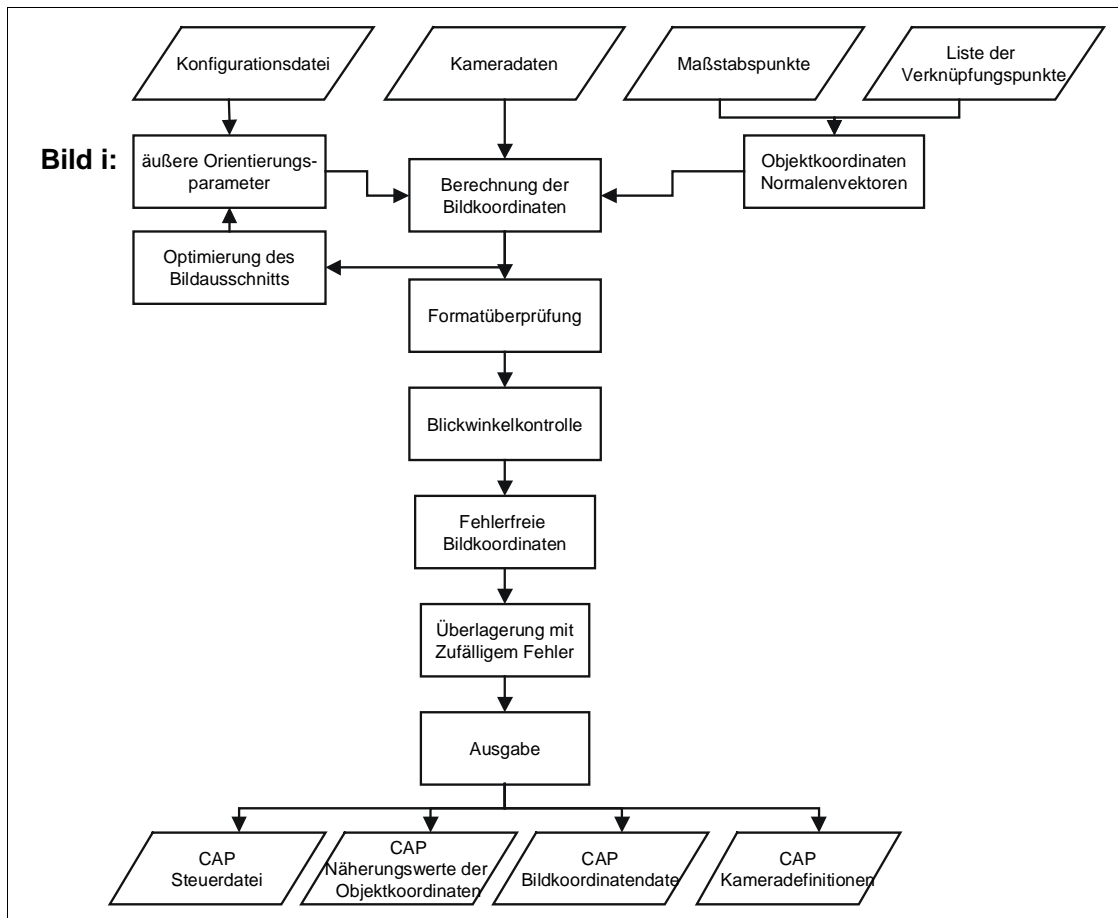 Konfigurationsdatei
Kameradaten
Maßstabspunkte
Liste der
Verknüpfungspunkte
Bild i:
äußere Orientierungs-
parameter
Berechnung der
Bildkoordinaten
Objektkoordinaten
Normalenvektoren
Optimierung des
Bildausschnitts
Formatüberprüfung
Blickwinkelkontrolle
Fehlerfreie
Bildkoordinaten
Überlagerung mit
Zufälligem Fehler
Ausgabe
CAP
Steuerdatei
CAP
Näherungswerte der
Objektkoordinaten
CAP
Bildkoordinatendate
CAP
Kameradefinitionen